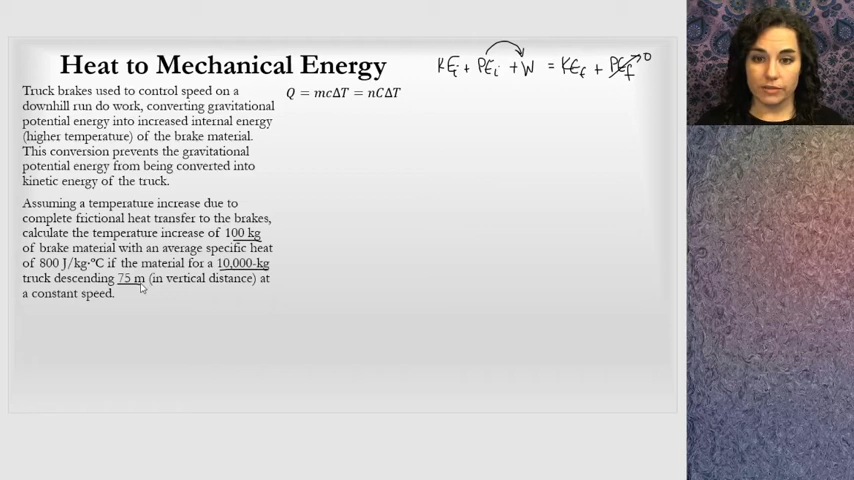 Heat to Mechanical Energy
Truck brakes used to control speed on a
downhill run do work, converting gravitational
potential energy into increased internal energy
(higher temperature) of the brake material.
This conversion prevents the gravitational
potential energy from being converted into
kinetic energy of the truck.
Assuming a temperature increase due to
complete frictional heat transfer to the brakes,
calculate the temperature increase of 100 kg
of brake material with an average specific heat
of 800 J/kg·°C if the material for a 10,000-kg
truck descending 75 m (in vertical distance) at
a constant speed.
Q = mcΔT = nCΔT
KEi + PEi + W = KEf + PEf → 0